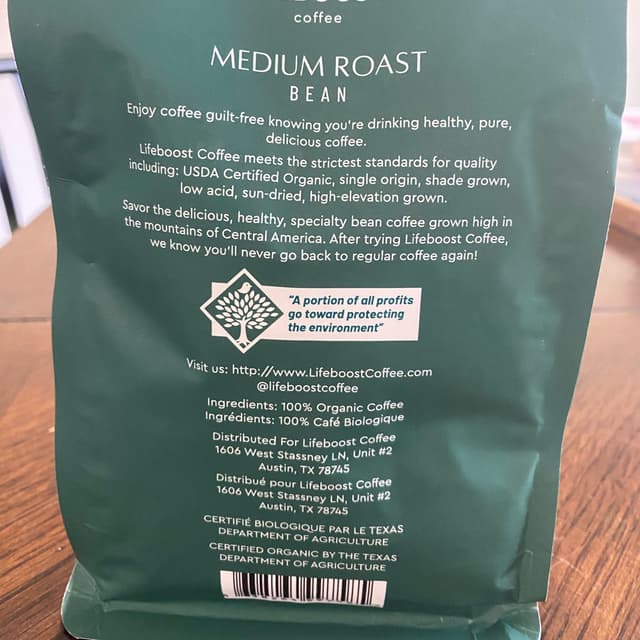 coffee
MEDIUM ROAST
BEAN
Enjoy coffee guilt-free knowing you're drinking healthy, pure,
delicious coffee.
Lifeboost Coffee meets the strictest standards for quality
including: USDA Certified Organic, single origin, shade grown,
low acid, sun-dried, high-elevation grown.
Savor the delicious, healthy, specialty bean coffee grown high in
the mountains of Central America. After trying Lifeboost Coffee,
we know you'll never go back to regular coffee again!
"A portion of all profits
go toward protecting
the environment"
Visit us: http://www.LifeboostCoffee.com
@lifeboostcoffee
Ingredients: 100% Organic Coffee
Ingrédients: 100% Café Biologique
Distributed For Lifeboost Coffee
1606 West Stassney LN, Unit #2
Austin, TX 78745
Distribué pour Lifeboost Coffee
1606 West Stassney LN, Unit #2
Austin, TX 78745
CERTIFIÉ BIOLOGIQUE PAR LE TEXAS
DEPARTMENT OF AGRICULTURE
CERTIFIED ORGANIC BY THE TEXAS
DEPARTMENT OF AGRICULTURE